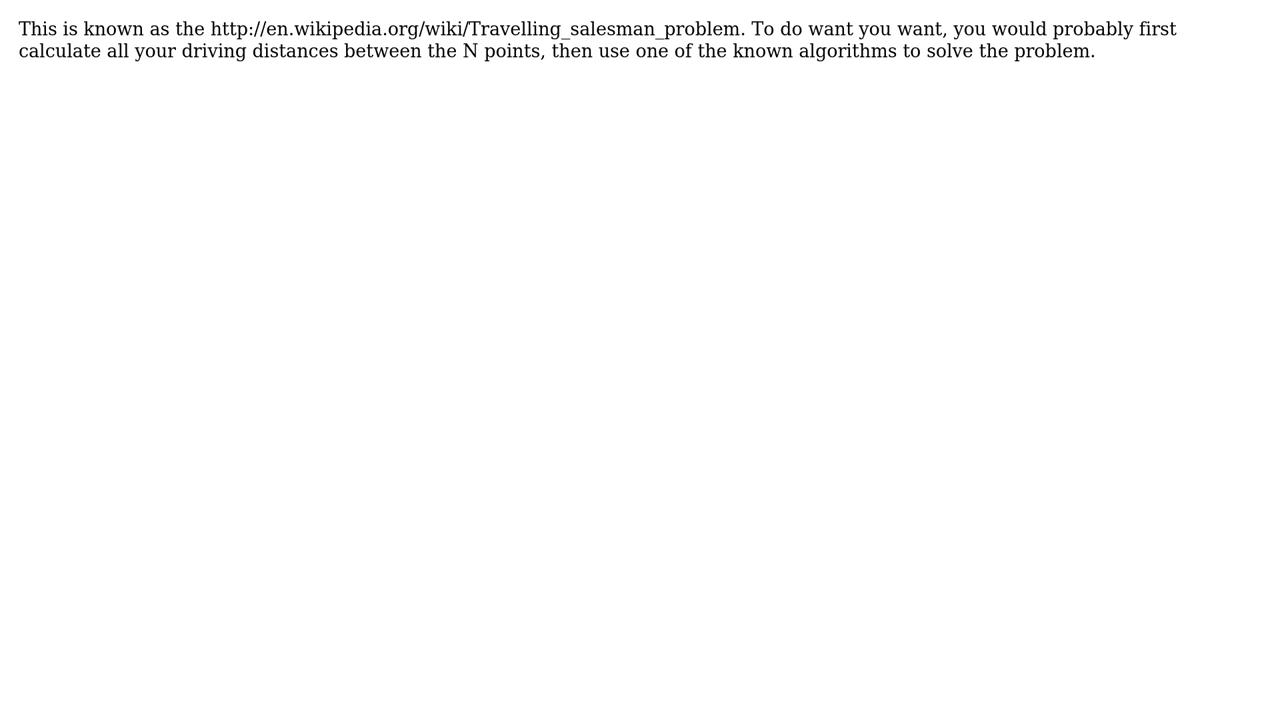 This is known as the http://en.wikipedia.org/wiki/Travelling_salesman_problem. To do want you want, you would probably first
calculate all your driving distances between the N points, then use one of the known algorithms to solve the problem.